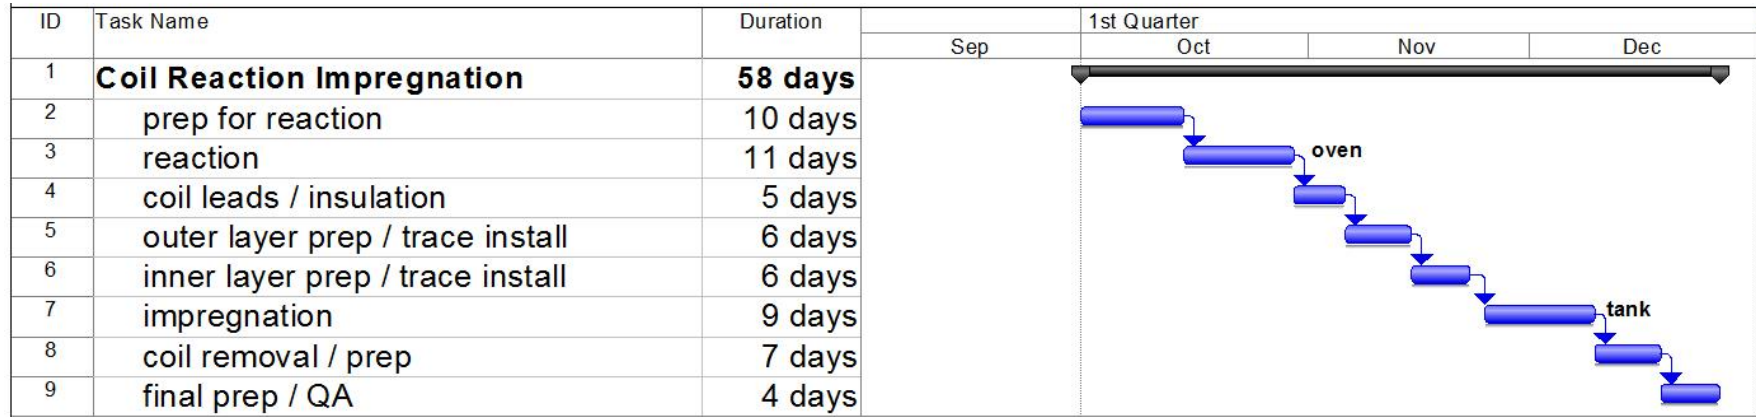 ID Task Name Duration 1st Quarter
Sep Oct Nov Dec
1 Coil Reaction Impregnation 58 days
2 prep for reaction 10 days
3 reaction 11 days oven
4 coil leads / insulation 5 days
5 outer layer prep / trace install 6 days
6 inner layer prep / trace install 6 days
7 impregnation 9 days tank
8 coil removal / prep 7 days
9 final prep / QA 4 days